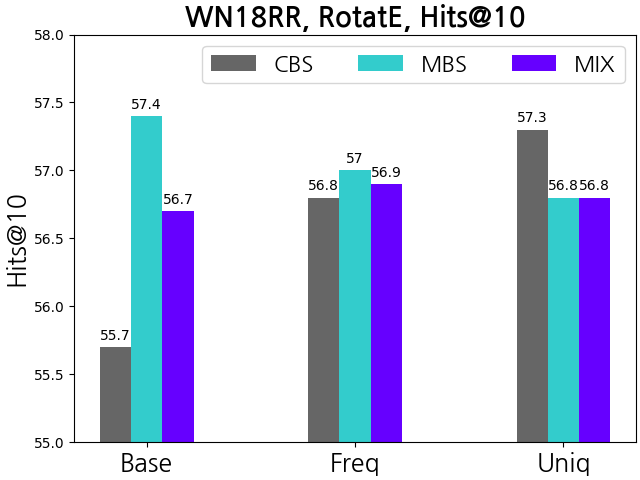 WN18RR, RotatE, Hits@10
CBS MBS MIX
Hits@10
58.0
57.5
57.0
56.5
56.0
55.5
55.0
55.7 57.4 56.7
56.8 57 56.9
57.3 56.8 56.8
Base Freq Uniq